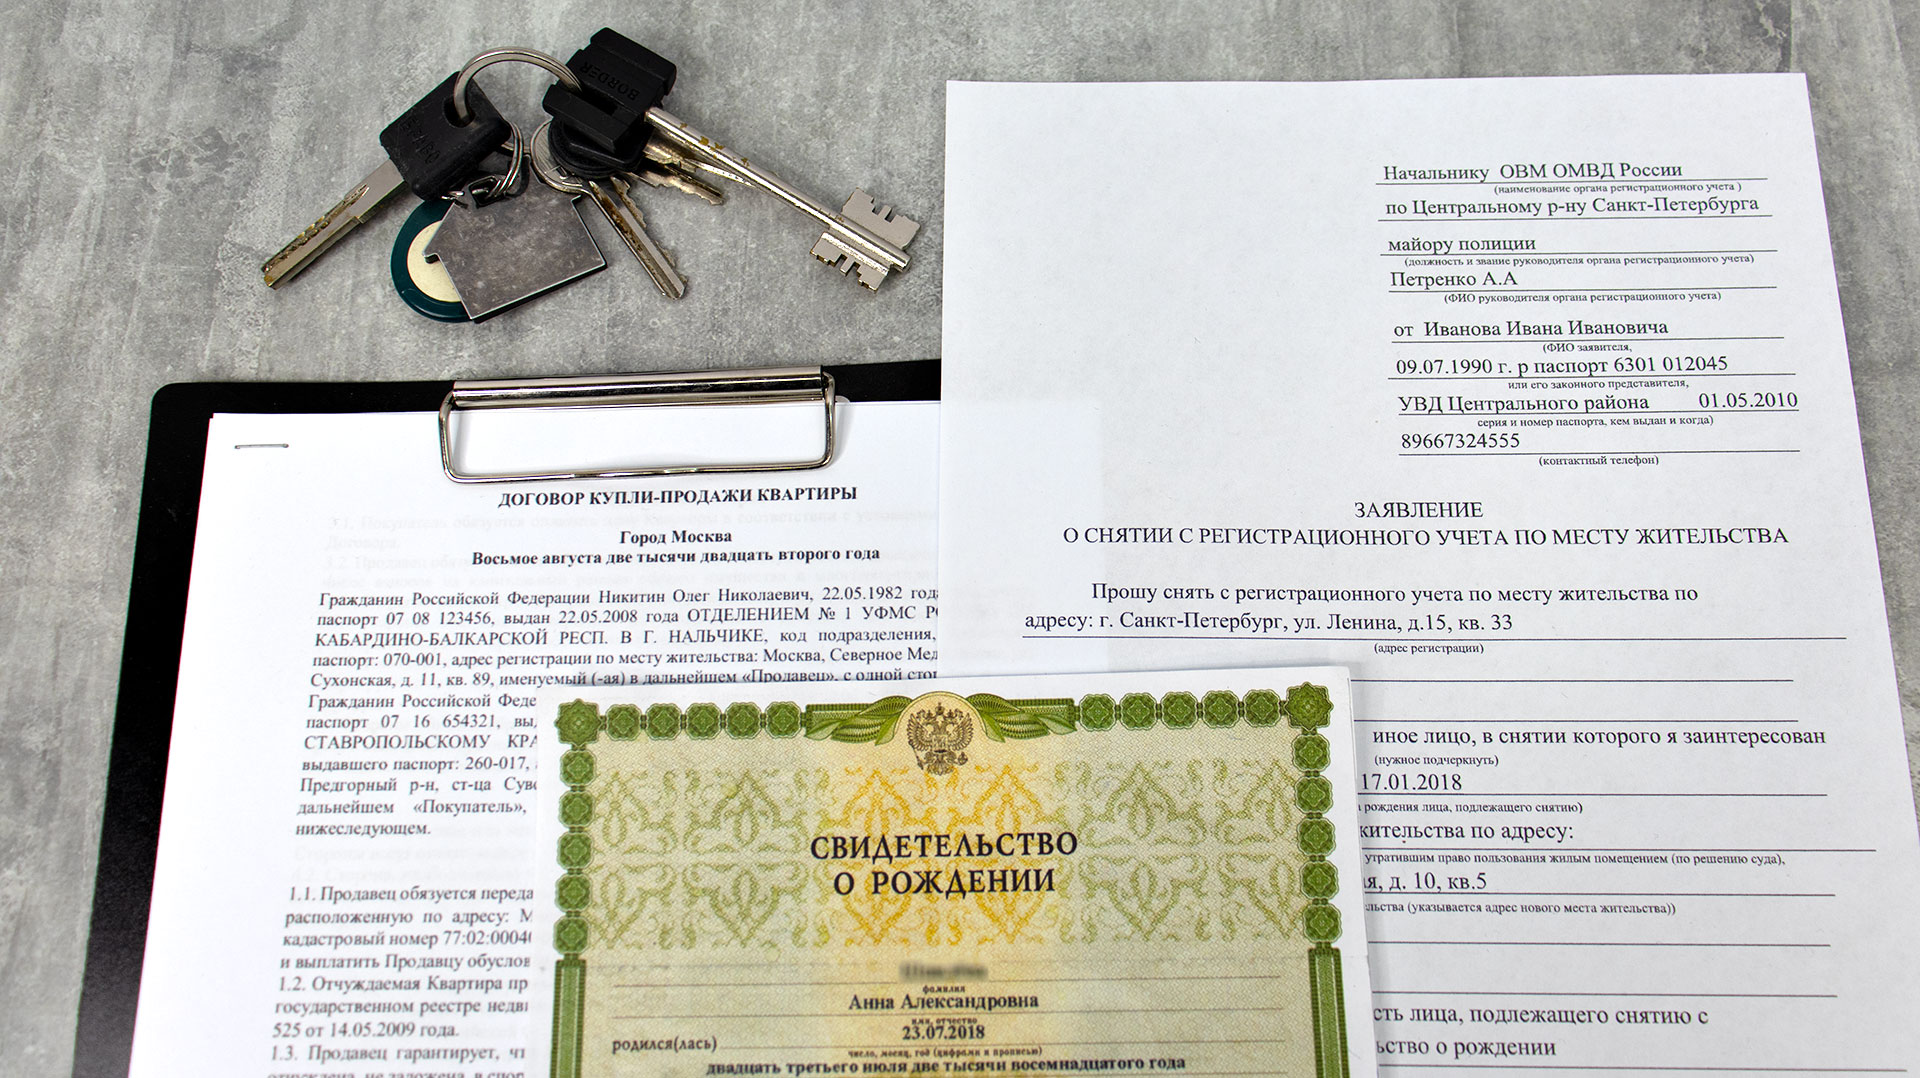 BORDER
Начальнику ОВМ ОМВД России
(наименование органа регистрационного учета )
по Центральному р-ну Санкт-Петербурга
майору полиции
(должность и звание руководителя органа регистрационного учета)
Петренко А.А
(ФИО руководителя органа регистрационного учета)
от Иванова Ивана Ивановича
(ФИО заявителя,
09.07.1990 г. р паспорт 6301 012045
или его законного представителя,
УВД Центрального района 01.05.2010
серия и номер паспорта, кем выдан и когда)
89667324555
(контактный телефон)
ЗАЯВЛЕНИЕ
О СНЯТИИ С РЕГИСТРАЦИОННОГО УЧЕТА ПО МЕСТУ ЖИТЕЛЬСТВА
Прошу снять с регистрационного учета по месту жительства по
адресу: г. Санкт-Петербург, ул. Ленина, д.15, кв. 33
(адрес регистрации)
иное лицо, в снятии которого я заинтересован
(нужное подчеркнуть)
17.01.2018
рождения лица, подлежащего снятию)
жительства по адресу:
утратившим право пользования жилым помещением (по решению суда),
я, д. 10, кв.5
льства (указывается адрес нового места жительства))
сть лица, подлежащего снятию с
ьство о рождении
ДОГОВОР КУПЛИ-ПРОДАЖИ КВАРТИРЫ
Город Москва
Восьмое августа две тысячи двадцать второго года
Гражданин Российской Федерации Никитин Олег Николаевич, 22.05.1982 год
паспорт 07 08 123456, выдан 22.05.2008 года ОТДЕЛЕНИЕМ № 1 УФМС Р
КАБАРДИНО-БАЛКАРСКОЙ РЕСП. В Г. НАЛЬЧИКЕ, код подразделения,
паспорт: 070-001, адрес регистрации по месту жительства: Москва, Северное Мед
Сухонская, д. 11, кв. 89, именуемый (-ая) в дальнейшем «Продавец», с одной сто
Гражданин Российской Феде
паспорт 07 16 654321, вы
СТАВРОПОЛЬСКОМУ КРА
выдавшего паспорт: 260-017,
Предгорный р-н, ст-ца Суво
дальнейшем «Покупатель»,
нижеследующем.
1.1. Продавец обязуется переда
расположенную по адресу: М
кадастровый номер 77:02:0004
и выплатить Продавцу обуслов
1.2. Отчуждаемая Квартира пр
государственном реестре недви
525 от 14.05.2009 года.
1.3. Продавец гарантирует, чт
СВИДЕТЕЛЬСТВО
О РОЖДЕНИИ
фамилия
Анна Александровна
имя, отчество
23.07.2018
родился(лась)
число, месяц, год (цифрами и прописью)
двадцать третьего июля две тысячи восемнадцатого года